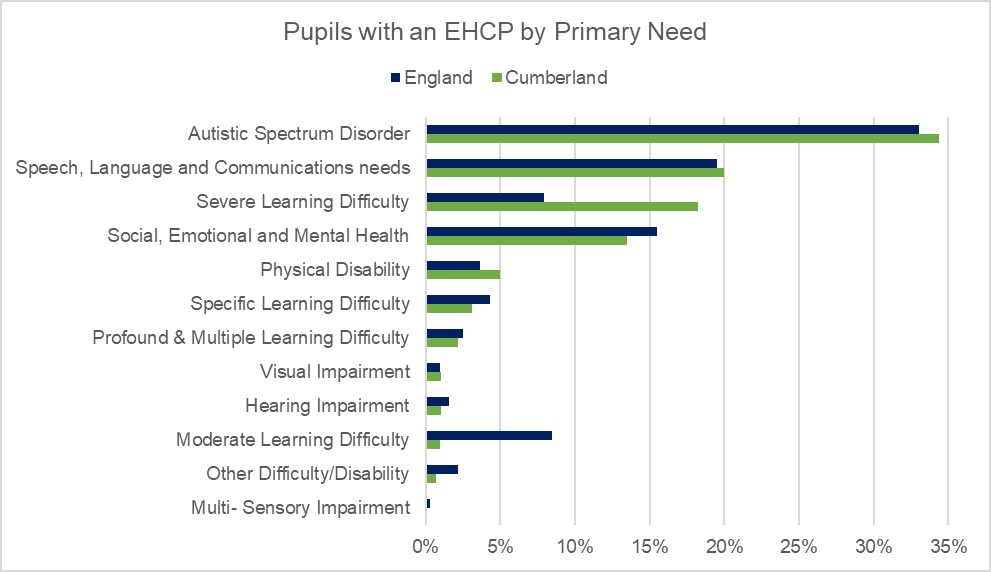 Pupils with an EHCP by Primary Need
England Cumberland
Autistic Spectrum Disorder
Speech, Language and Communications needs
Severe Learning Difficulty
Social, Emotional and Mental Health
Physical Disability
Specific Learning Difficulty
Profound & Multiple Learning Difficulty
Visual Impairment
Hearing Impairment
Moderate Learning Difficulty
Other Difficulty/Disability
Multi- Sensory Impairment
0% 5% 10% 15% 20% 25% 30% 35%